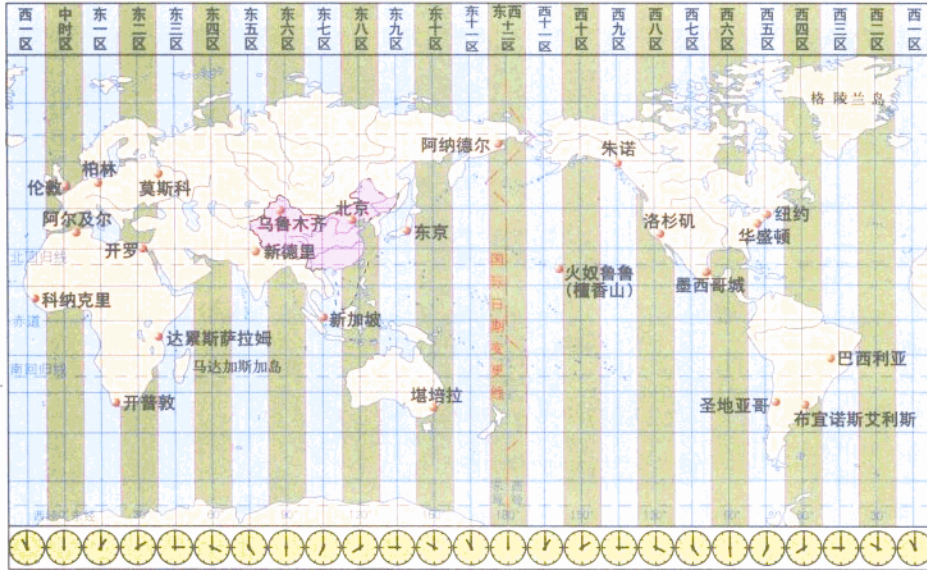 西一区
中时区
东一区
东二区
东三区
东四区
东五区
东六区
东七区
东八区
东九区
东十区
东十一区
东西十二区
西十一区
西十区
西九区
西八区
西七区
西六区
西五区
西四区
西三区
西二区
西一区
格陵兰岛
阿纳德尔
朱诺
柏林
伦敦
莫斯科
阿尔及尔
乌鲁木齐
北京
东京
洛杉矶
纽约
华盛顿
开罗
新德里
北回归线
国际日期变更线
火奴鲁鲁
(檀香山)
墨西哥城
科纳克里
赤道
新加坡
达累斯萨拉姆
马达加斯加岛
巴西利亚
南回归线
开普敦
堪培拉
圣地亚哥
布宜诺斯艾利斯
180°